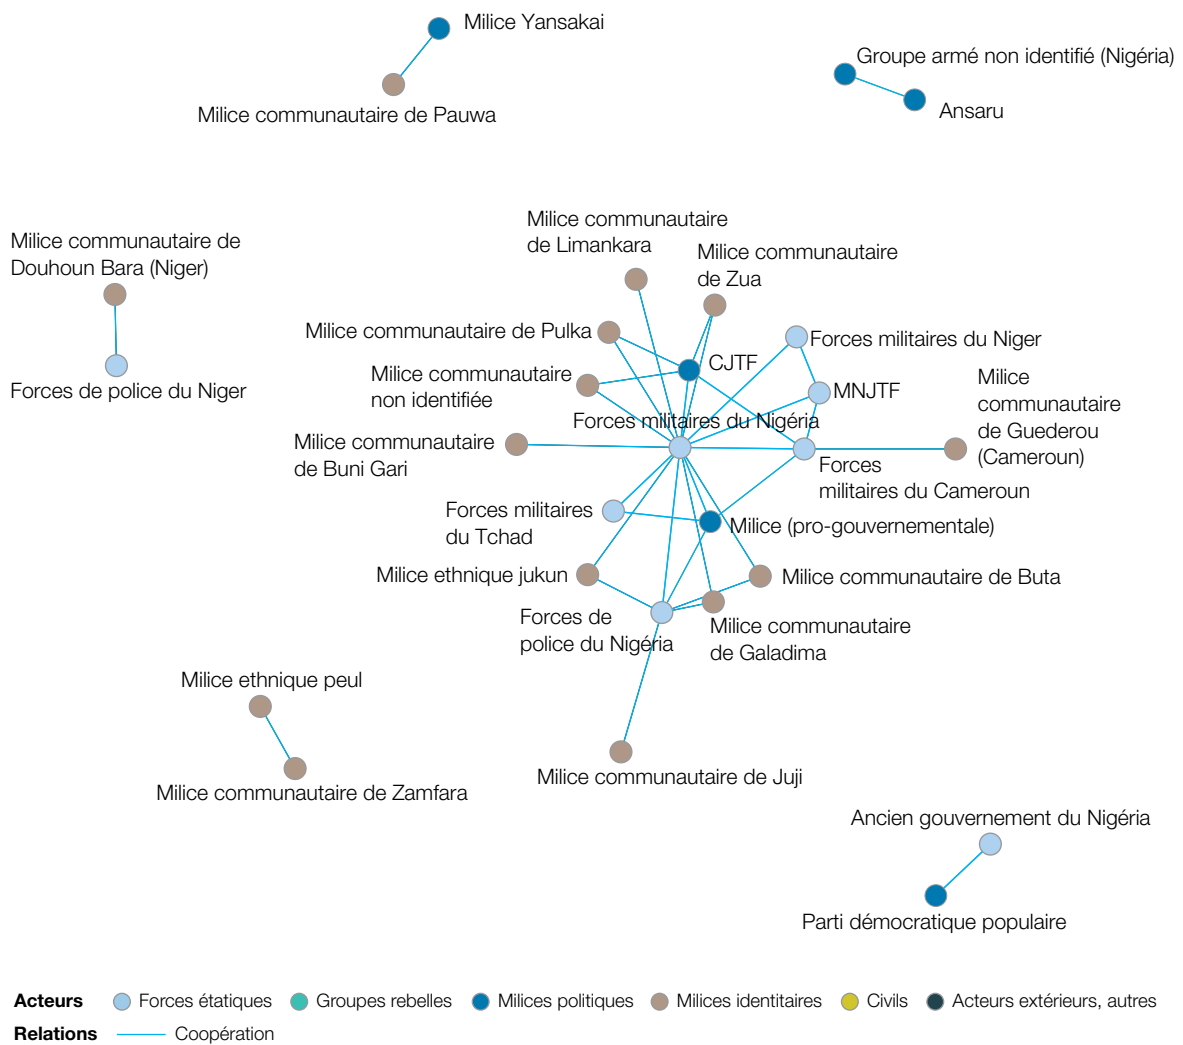 Milice Yansakai
Milice communautaire de Pauwa
Groupe armé non identifié (Nigéria)
Ansaru
Milice communautaire de
Douhoun Bara (Niger)
Forces de police du Niger
Milice communautaire
de Limankara
Milice communautaire
de Zua
Milice communautaire de Pulka
CJTF
Forces militaires du Niger
Milice communautaire
non identifiée
MNJTF
Milice
communautaire
de Guederou
(Cameroun)
Forces militaires du Nigéria
Milice communautaire
de Buni Gari
Forces
militaires du Cameroun
Forces militaires
du Tchad
Milice (pro-gouvernementale)
Milice ethnique jukun
Milice communautaire de Buta
Forces de
police du Nigéria
Milice communautaire
de Galadima
Milice ethnique peul
Milice communautaire de Zamfara
Milice communautaire de Juji
Ancien gouvernement du Nigéria
Parti démocratique populaire
Acteurs Forces étatiques Groupes rebelles Milices politiques Milices identitaires Civils Acteurs extérieurs, autres
Relations Coopération